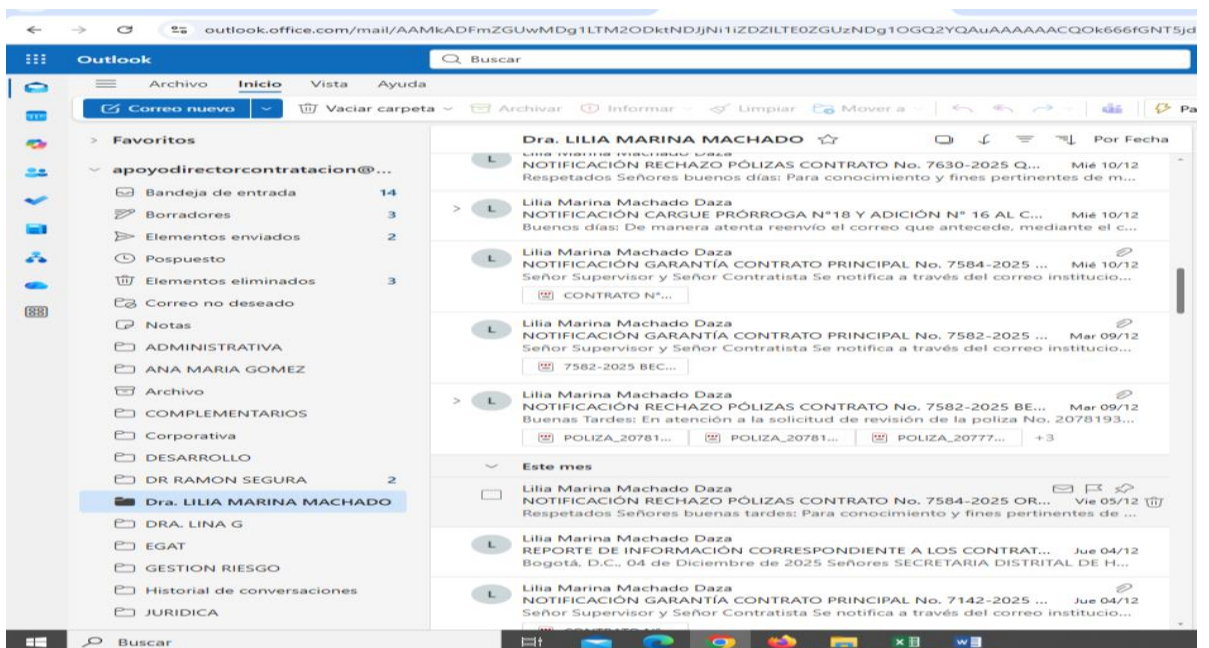 outlook.office.com/mail/AAMkADFmZGUwMDg1LTM2ODktNDJjNi1iZDZlLTE0ZGUzNDg1OGQ2YQAuAAAAAACQOk666fGNT5jd
Outlook
Buscar
Archivo Inicio Vista Ayuda
Correo nuevo Vaciar carpeta Archivar Informar Limpiar Mover a Pa
Favoritos
apoyodirectorcontratacion@...
Bandeja de entrada 14
Borradores 3
Elementos enviados 2
Pospuesto
Elementos eliminados 3
Correo no deseado
Notas
ADMINISTRATIVA
ANA MARIA GOMEZ
Archivo
COMPLEMENTARIOS
Corporativa
DESARROLLO
DR RAMON SEGURA 2
Dra. LILIA MARINA MACHADO
DRA. LINA G
EGAT
GESTION RIESGO
Historial de conversaciones
JURIDICA
Dra. LILIA MARINA MACHADO Por Fecha
L
Lilia Marina Machado Daza
NOTIFICACIÓN RECHAZO PÓLIZAS CONTRATO No. 7630-2025 Q... Mié 10/12
Respetados Señores buenos días: Para conocimiento y fines pertinentes de m...
L
Lilia Marina Machado Daza
NOTIFICACIÓN CARGUE PRÓRROGA N°18 Y ADICIÓN N° 16 AL C... Mié 10/12
Buenos días: De manera atenta reenvío el correo que antecede, mediante el c...
L
Lilia Marina Machado Daza
NOTIFICACIÓN GARANTÍA CONTRATO PRINCIPAL No. 7584-2025 ... Mié 10/12
Señor Supervisor y Señor Contratista Se notifica a través del correo institucio...
CONTRATO N°...
L
Lilia Marina Machado Daza
NOTIFICACIÓN GARANTÍA CONTRATO PRINCIPAL No. 7582-2025 ... Mar 09/12
Señor Supervisor y Señor Contratista Se notifica a través del correo institucio...
7582-2025 BEC...
L
Lilia Marina Machado Daza
NOTIFICACIÓN RECHAZO PÓLIZAS CONTRATO No. 7582-2025 BE... Mar 09/12
Buenas Tardes: En atención a la solicitud de revisión de la poliza No. 2078193...
POLIZA_20781... POLIZA_20781... POLIZA_20777... +3
Este mes
Lilia Marina Machado Daza
NOTIFICACIÓN RECHAZO PÓLIZAS CONTRATO No. 7584-2025 OR... Vie 05/12
Respetados Señores buenas tardes: Para conocimiento y fines pertinentes de ...
L
Lilia Marina Machado Daza
REPORTE DE INFORMACIÓN CORRESPONDIENTE A LOS CONTRAT... Jue 04/12
Bogotá, D.C., 04 de Diciembre de 2025 Señores SECRETARIA DISTRITAL DE H...
L
Lilia Marina Machado Daza
NOTIFICACIÓN GARANTÍA CONTRATO PRINCIPAL No. 7142-2025 ... Jue 04/12
Señor Supervisor y Señor Contratista Se notifica a través del correo institucio...
Buscar